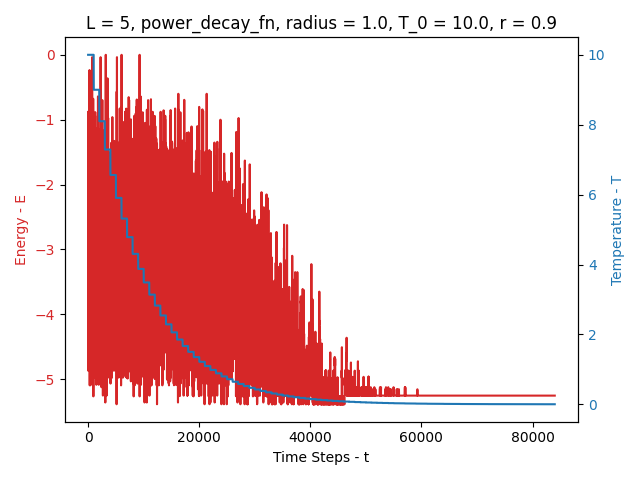 L = 5, power_decay_fn, radius = 1.0, T_0 = 10.0, r = 0.9
0
−1
−2
−3
−4
−5
Energy - E
10
8
6
4
2
0
Temperature - T
0 20000 40000 60000 80000
Time Steps - t